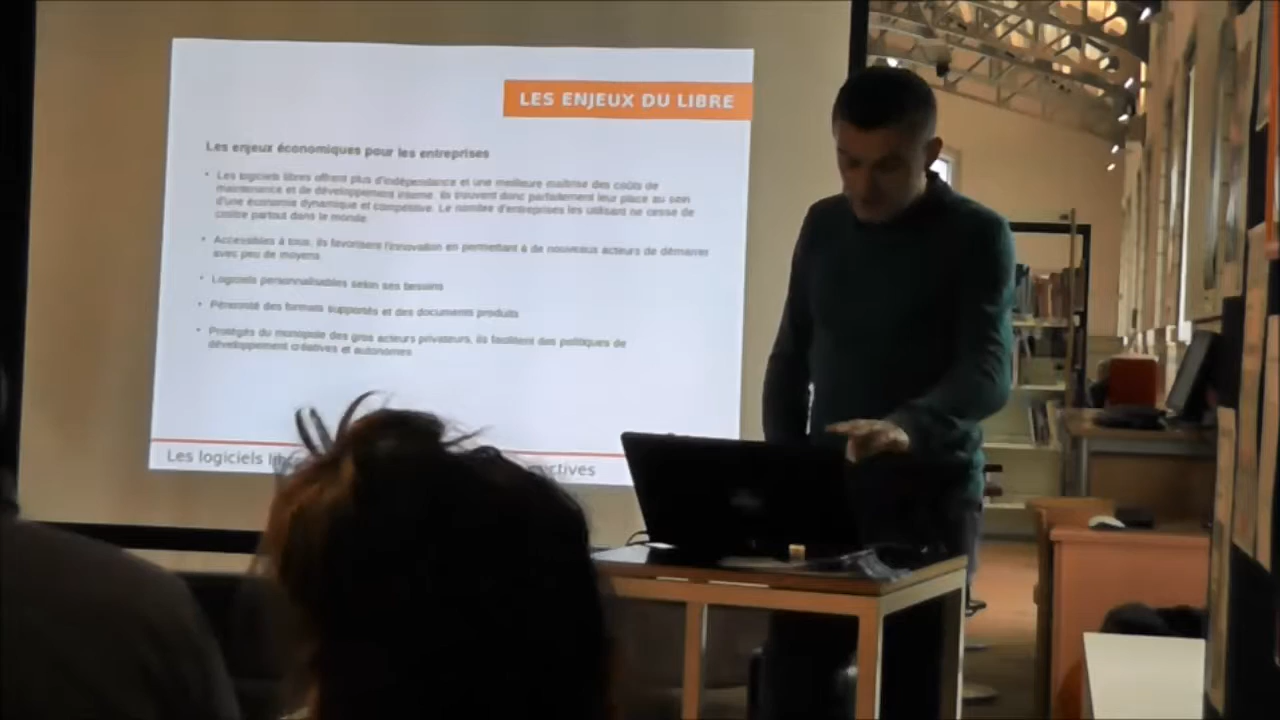 LES ENJEUX DU LIBRE
Les enjeux économiques pour les entreprises
• Les logiciels libres offrent plus d'indépendance et une meilleure maîtrise des coûts de
maintenance et de développement interne. Ils trouvent donc parfaitement leur place au sein
d'une économie dynamique et compétitive. Le nombre d'entreprises les utilisant ne cesse de
croître partout dans le monde.
• Accessibles à tous, ils favorisent l'innovation en permettant à de nouveaux acteurs de démarrer
avec peu de moyens.
• Logiciels personnalisables selon ses besoins
• Pérennité des formats supportés et des documents produits
• Protégés du monopole des gros acteurs privateurs, ils facilitent des politiques de
développement créatives et autonomes
Les logiciels